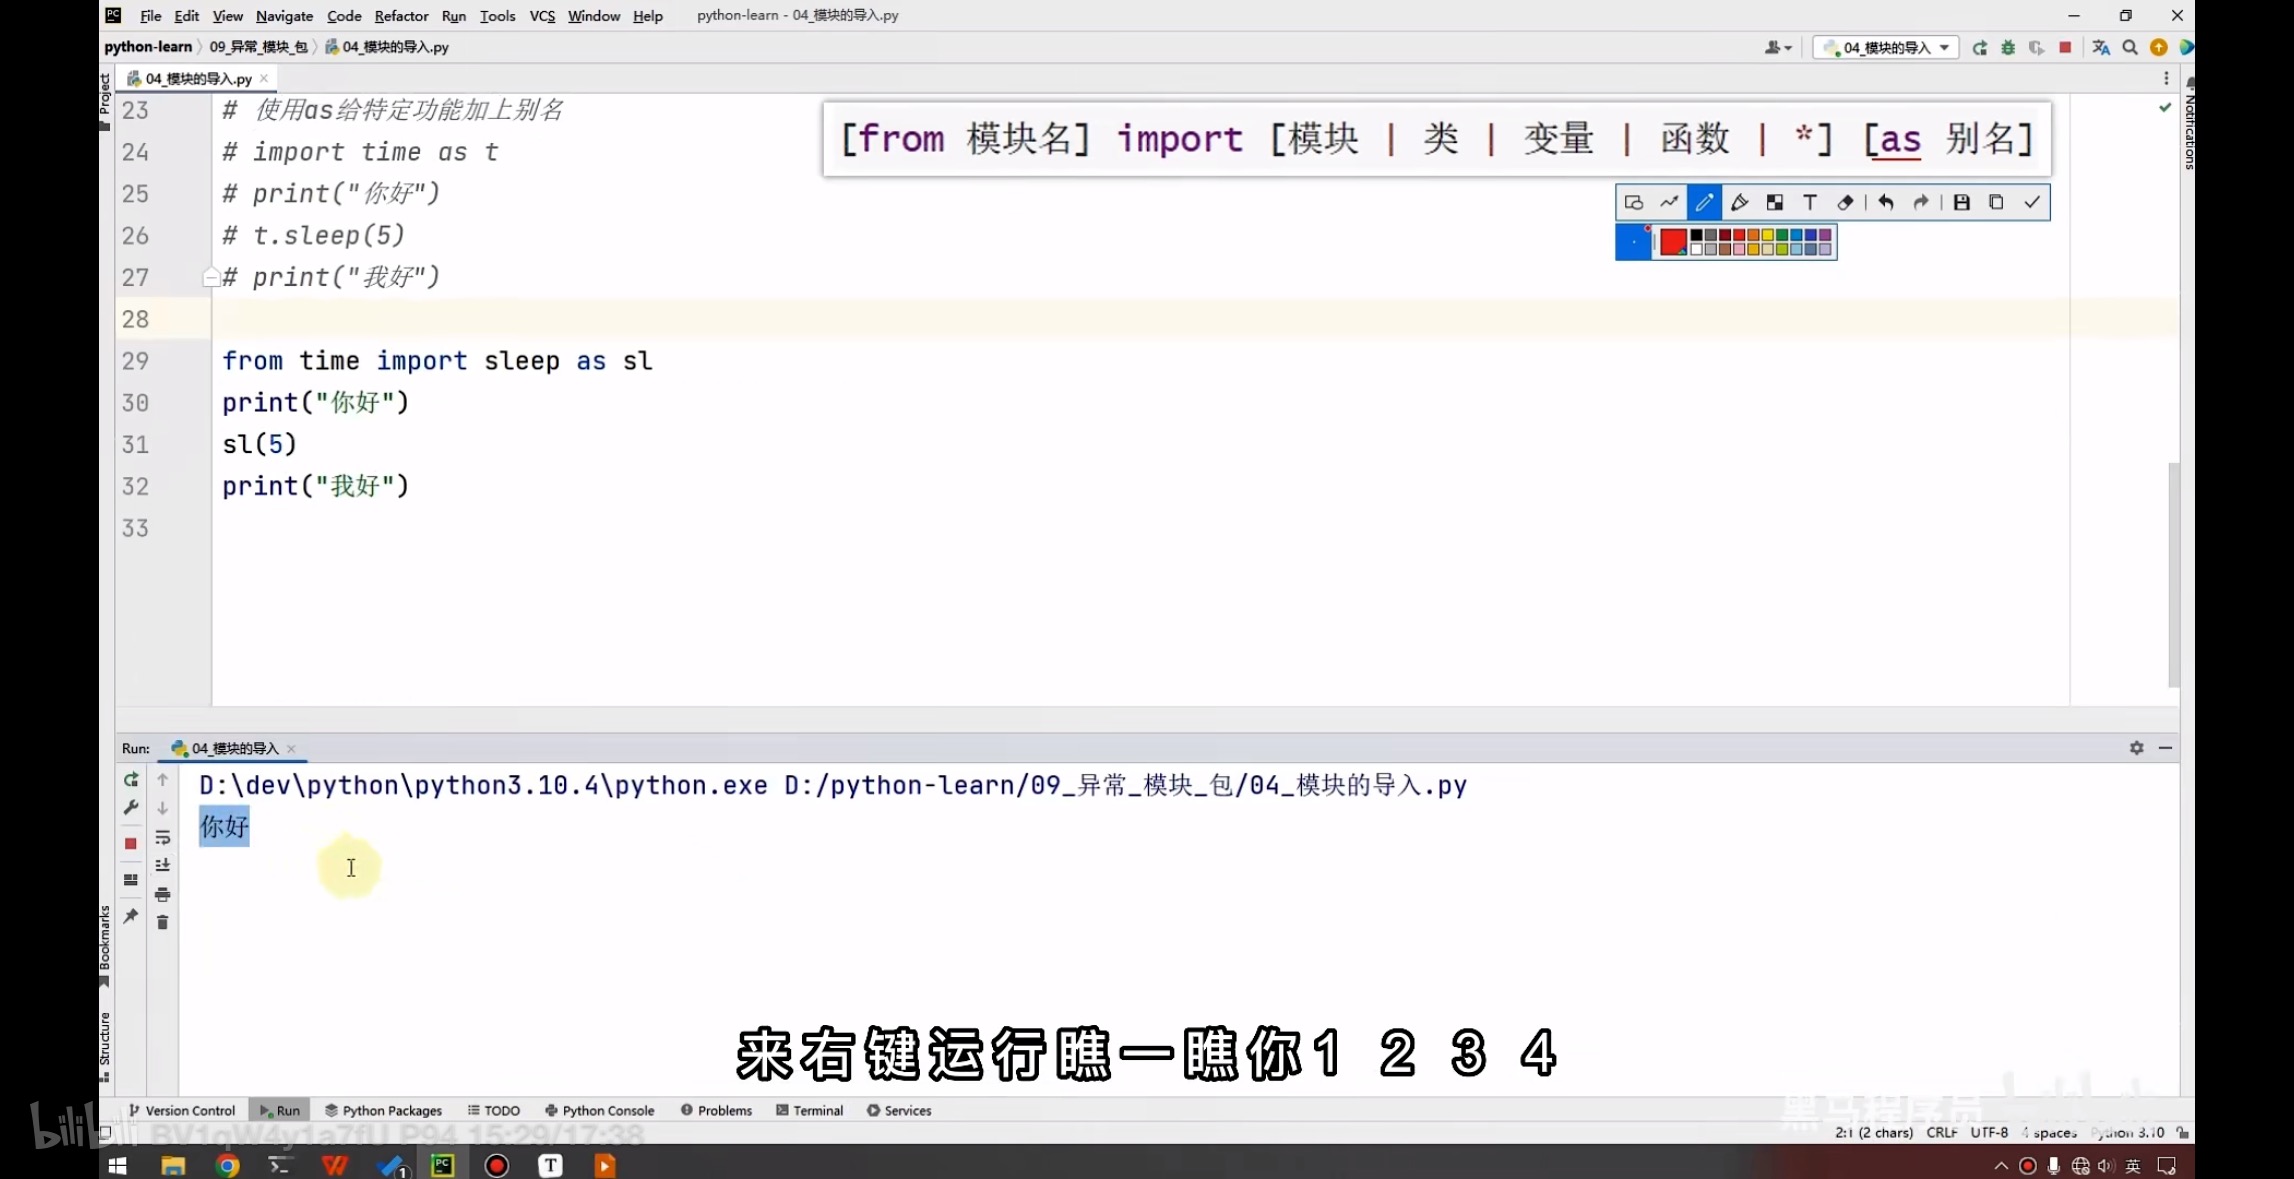 File Edit View Navigate Code Refactor Run Tools VCS Window Help python-learn - 04_模块的导入.py
python-learn 09_异常_模块_包 04_模块的导入.py 04_模块的导入
04_模块的导入.py
Project
Notifications
23 # 使用as给特定功能加上别名
[from 模块名] import [模块 | 类 | 变量 | 函数 | *] [as 别名]
24 # import time as t
25 # print("你好")
26 # t.sleep(5)
27 # print("我好")
28
29 from time import sleep as sl
30 print("你好")
31 sl(5)
32 print("我好")
33
Run: 04_模块的导入
D:\dev\python\python3.10.4\python.exe D:/python-learn/09_异常_模块_包/04_模块的导入.py
你好
Bookmarks
Structure
来右键运行瞧一瞧你1 2 3 4
Version Control Run Python Packages TODO Python Console Problems Terminal Services
黑马程序员
bilibili BV1qW4y1a7fU P94 15:29/17:38
2:1 (2 chars) CRLF UTF-8 4 spaces Python 3.10
英